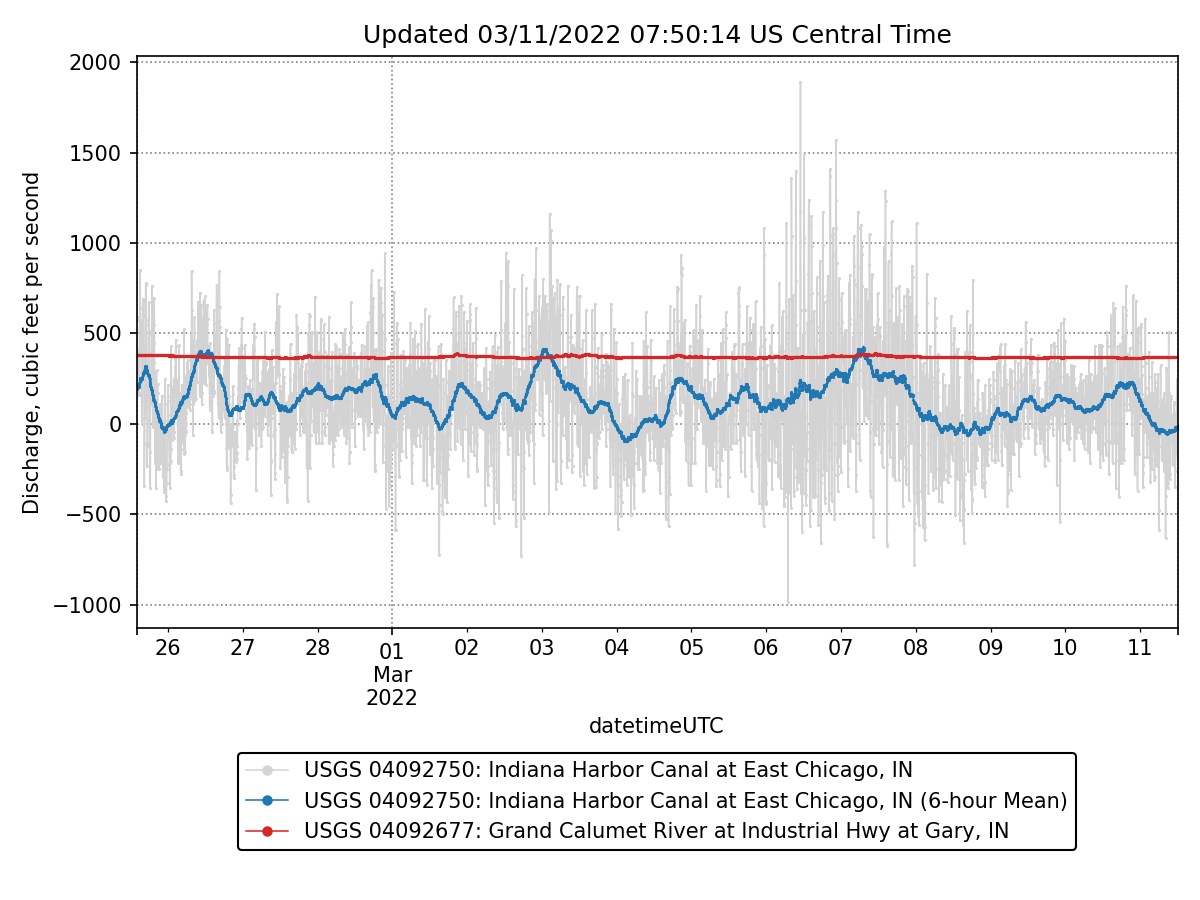 Updated 03/11/2022 07:50:14 US Central Time
Discharge, cubic feet per second
2000
1500
1000
500
0
−500
−1000
26 27 28 01 02 03 04 05 06 07 08 09 10 11
Mar
2022
datetimeUTC
USGS 04092750: Indiana Harbor Canal at East Chicago, IN
USGS 04092750: Indiana Harbor Canal at East Chicago, IN (6-hour Mean)
USGS 04092677: Grand Calumet River at Industrial Hwy at Gary, IN